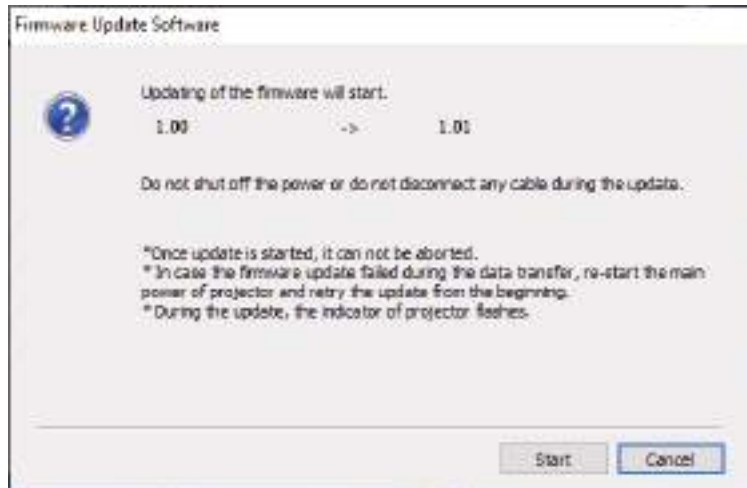 Firmware Update Software
Updating of the firmware will start.
1.00 -> 1.01
Do not shut off the power or do not disconnect any cable during the update.
*Once update is started, it can not be aborted.
* In case the firmware update failed during the data transfer, re-start the main
power of projector and retry the update from the beginning.
* During the update, the indicator of projector flashes.
Start Cancel